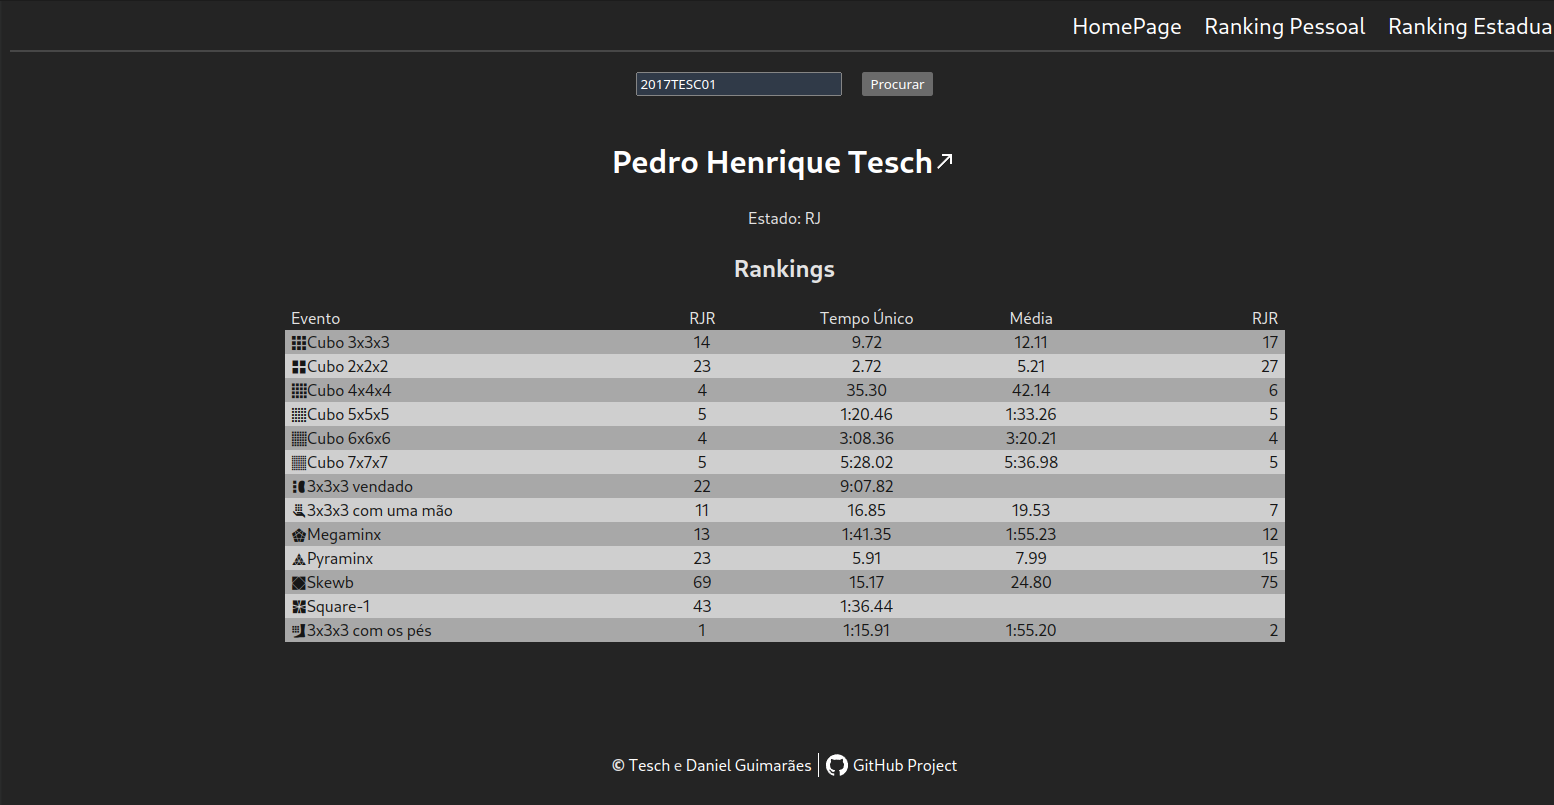 HomePage Ranking Pessoal Ranking Estadua
2017TESC01 Procurar
Pedro Henrique Tesch
Estado: RJ
Rankings
Evento RJR Tempo Único Média RJR
Cubo 3x3x3 14 9.72 12.11 17
Cubo 2x2x2 23 2.72 5.21 27
Cubo 4x4x4 4 35.30 42.14 6
Cubo 5x5x5 5 1:20.46 1:33.26 5
Cubo 6x6x6 4 3:08.36 3:20.21 4
Cubo 7x7x7 5 5:28.02 5:36.98 5
3x3x3 vendado 22 9:07.82
3x3x3 com uma mão 11 16.85 19.53 7
Megaminx 13 1:41.35 1:55.23 12
Pyraminx 23 5.91 7.99 15
Skewb 69 15.17 24.80 75
Square-1 43 1:36.44
3x3x3 com os pés 1 1:15.91 1:55.20 2
© Tesch e Daniel Guimarães GitHub Project